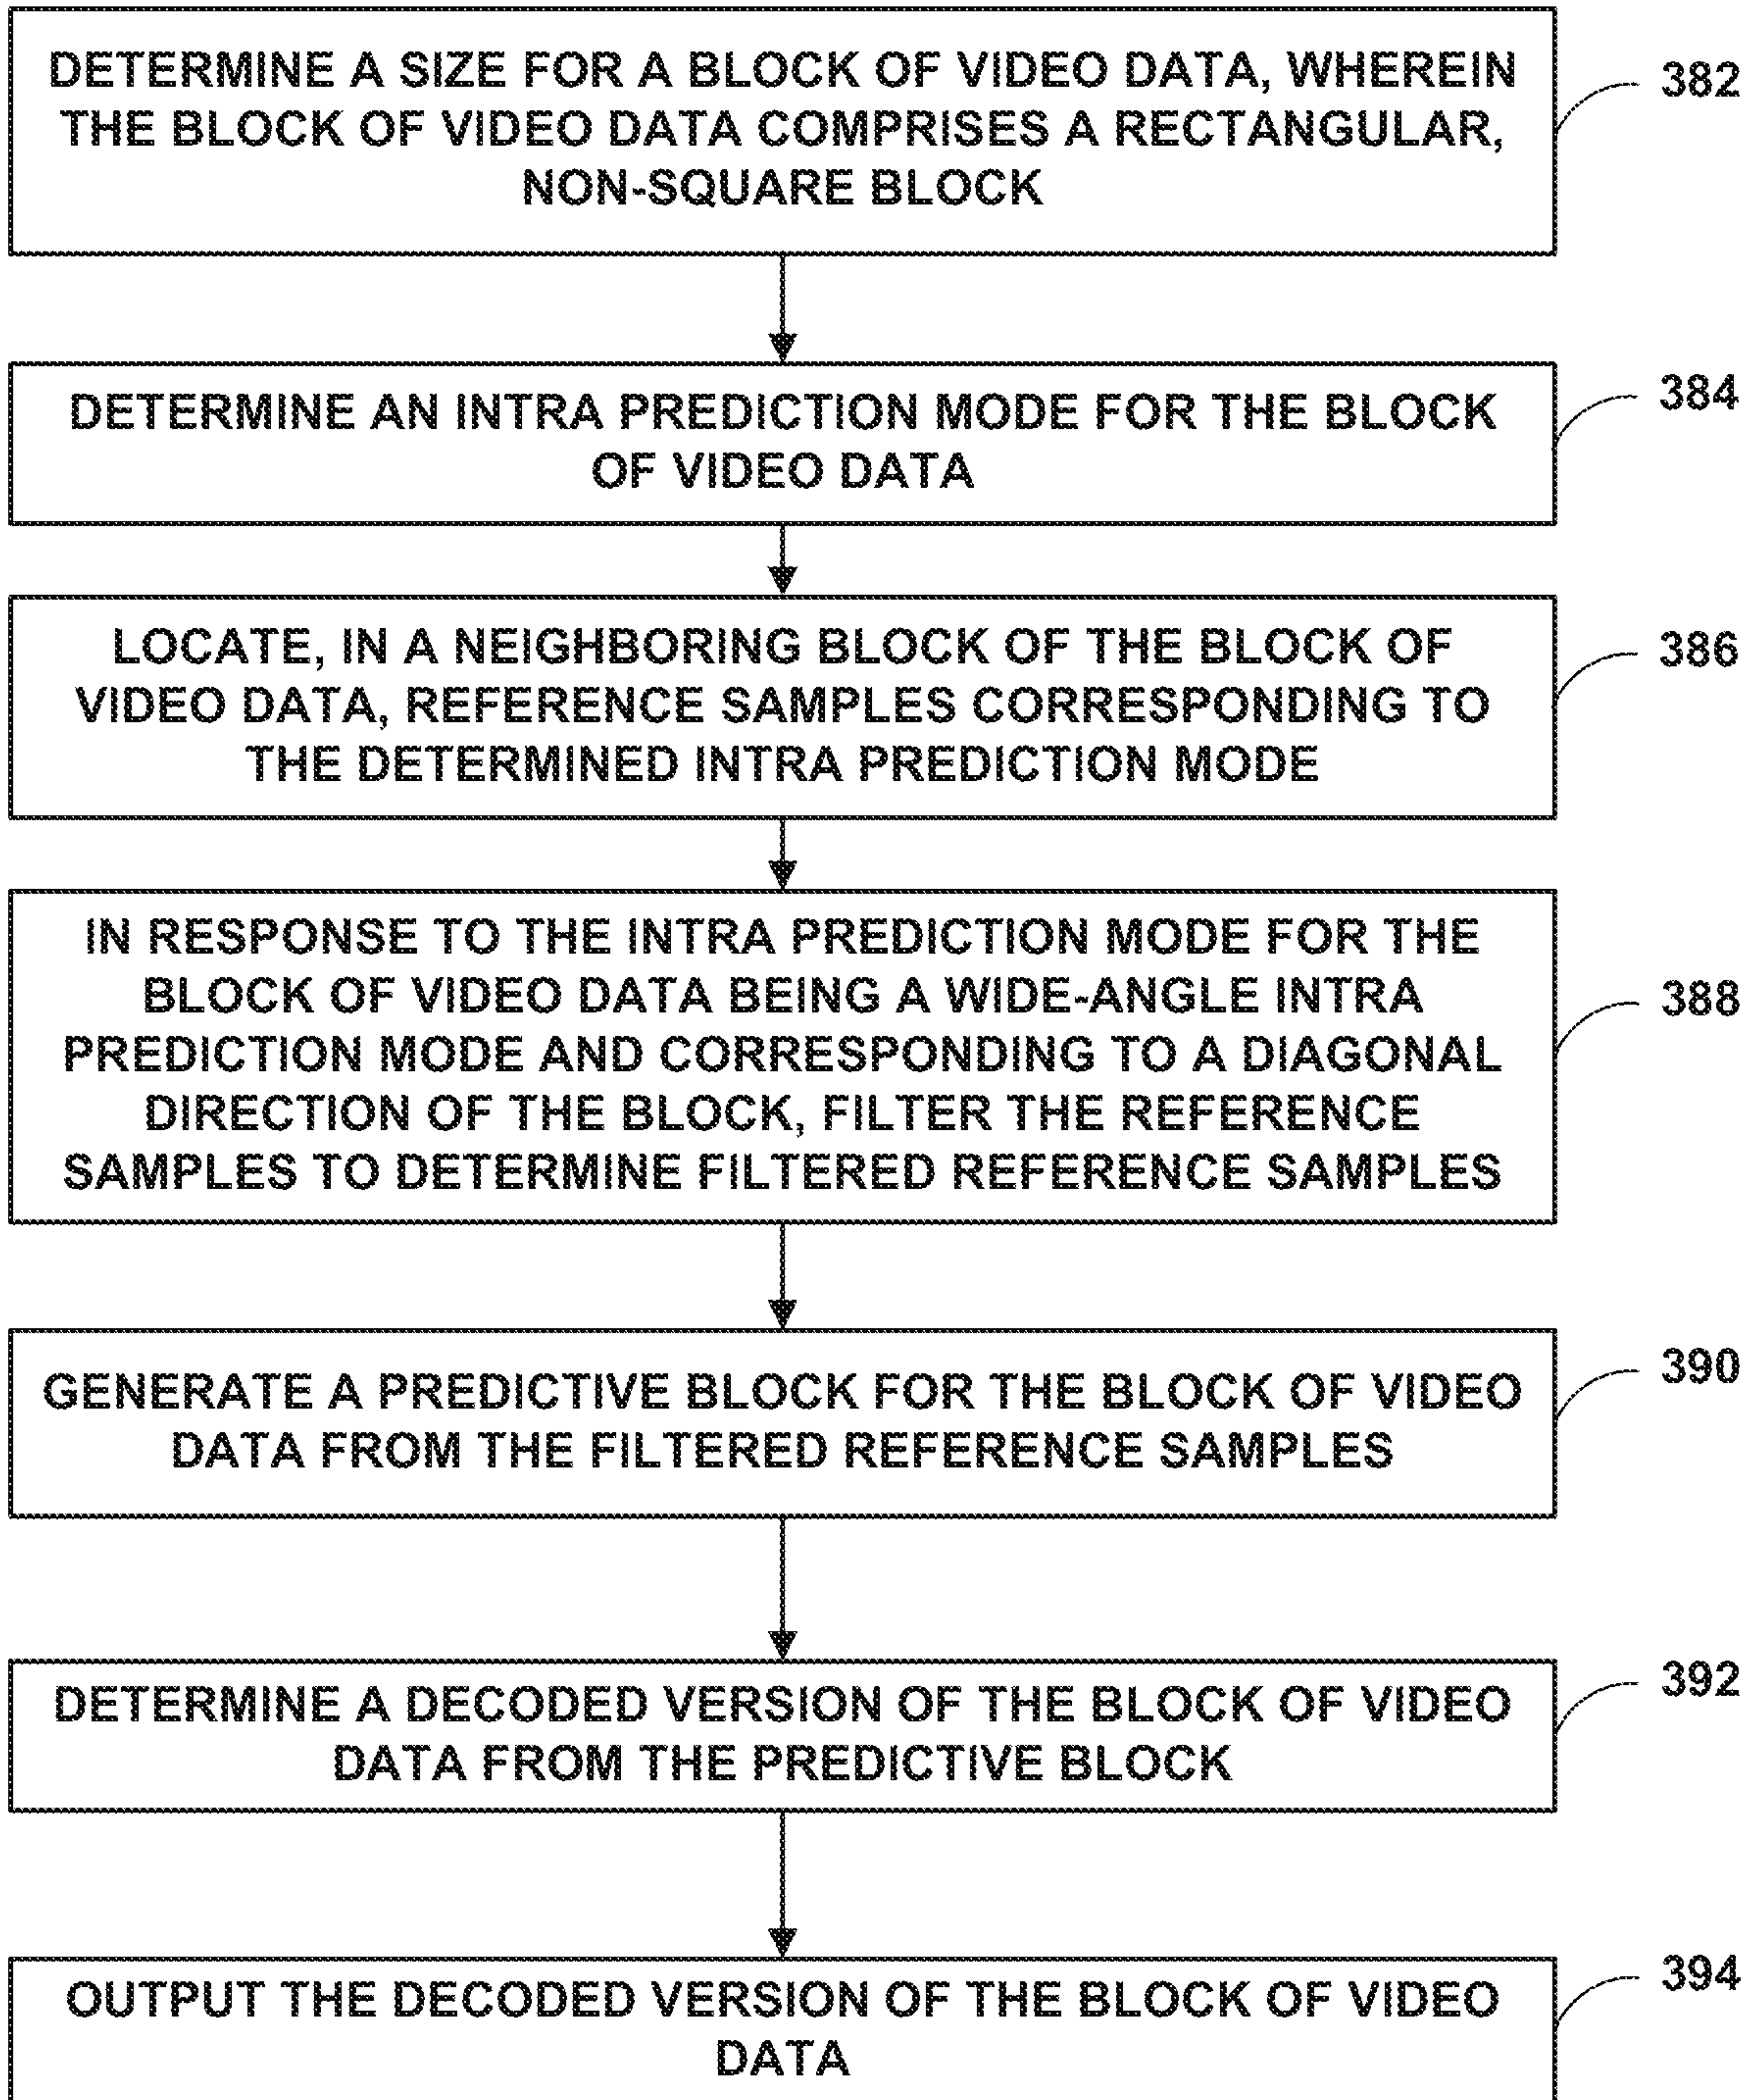 DETERMINE A SIZE FOR A BLOCK OF VIDEO DATA, WHEREIN
THE BLOCK OF VIDEO DATA COMPRISES A RECTANGULAR,
NON-SQUARE BLOCK
382
DETERMINE AN INTRA PREDICTION MODE FOR THE BLOCK
OF VIDEO DATA
384
LOCATE, IN A NEIGHBORING BLOCK OF THE BLOCK OF
VIDEO DATA, REFERENCE SAMPLES CORRESPONDING TO
THE DETERMINED INTRA PREDICTION MODE
386
IN RESPONSE TO THE INTRA PREDICTION MODE FOR THE
BLOCK OF VIDEO DATA BEING A WIDE-ANGLE INTRA
PREDICTION MODE AND CORRESPONDING TO A DIAGONAL
DIRECTION OF THE BLOCK, FILTER THE REFERENCE
SAMPLES TO DETERMINE FILTERED REFERENCE SAMPLES
388
GENERATE A PREDICTIVE BLOCK FOR THE BLOCK OF VIDEO
DATA FROM THE FILTERED REFERENCE SAMPLES
390
DETERMINE A DECODED VERSION OF THE BLOCK OF VIDEO
DATA FROM THE PREDICTIVE BLOCK
392
OUTPUT THE DECODED VERSION OF THE BLOCK OF VIDEO
DATA
394